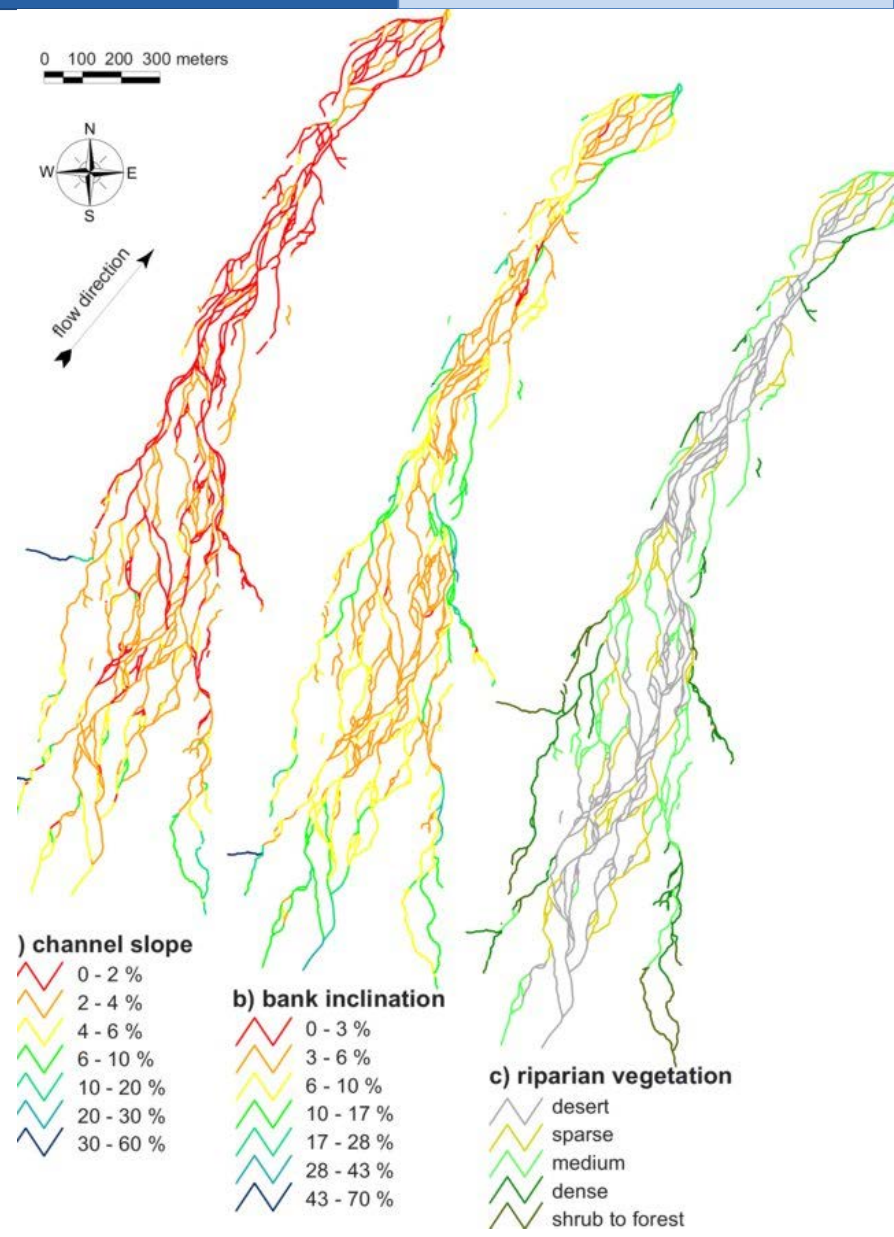 0 100 200 300 meters
N
W E
S
flow direction
) channel slope
0 - 2 %
2 - 4 %
4 - 6 %
6 - 10 %
10 - 20 %
20 - 30 %
30 - 60 %
b) bank inclination
0 - 3 %
3 - 6 %
6 - 10 %
10 - 17 %
17 - 28 %
28 - 43 %
43 - 70 %
c) riparian vegetation
desert
sparse
medium
dense
shrub to forest